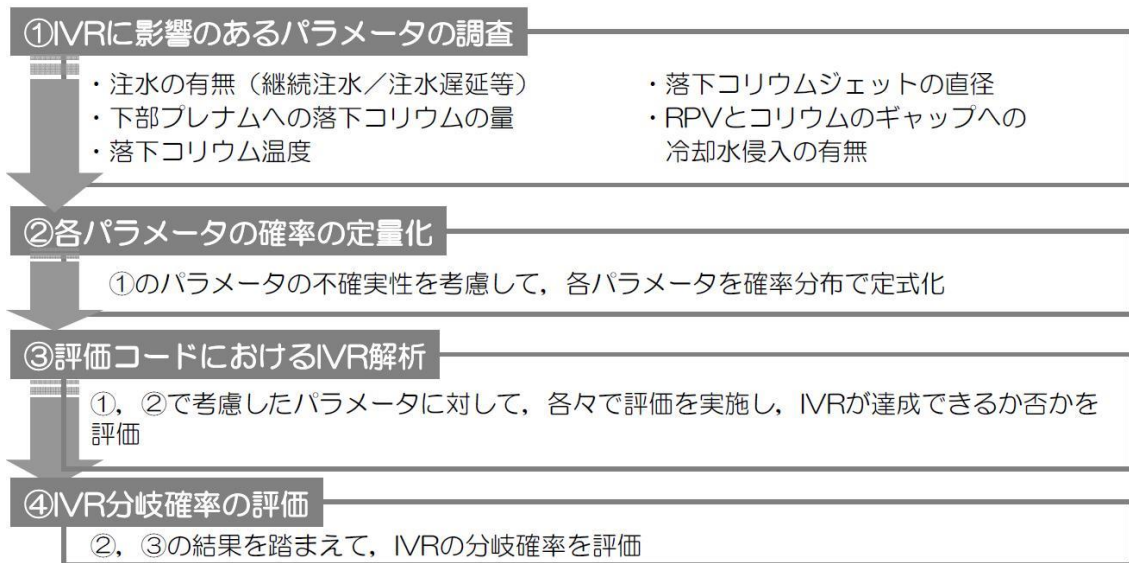 ①IVRに影響のあるパラメータの調査
・注水の有無（継続注水／注水遅延等）
・下部プレナムへの落下コリウムの量
・落下コリウム温度
・落下コリウムジェットの直径
・RPVとコリウムのギャップへの
冷却水侵入の有無
②各パラメータの確率の定量化
①のパラメータの不確実性を考慮して，各パラメータを確率分布で定式化
③評価コードにおけるIVR解析
①，②で考慮したパラメータに対して，各々で評価を実施し，IVRが達成できるか否かを
評価
④IVR分岐確率の評価
②，③の結果を踏まえて，IVRの分岐確率を評価